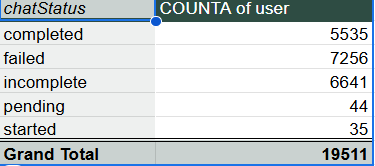 chatStatus COUNTA of user
completed 5535
failed 7256
incomplete 6641
pending 44
started 35
Grand Total 19511